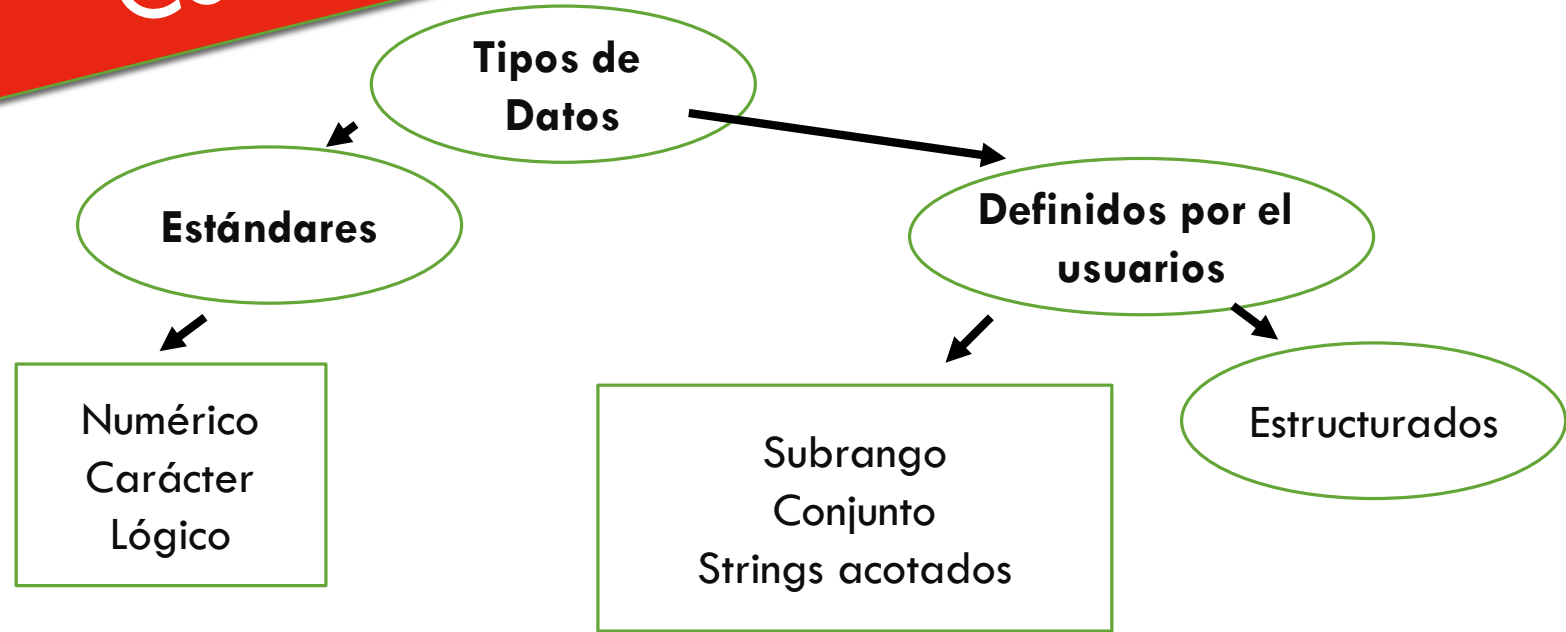 Tipos de
Datos
Estándares
Definidos por el
usuarios
Numérico
Carácter
Lógico
Subrango
Conjunto
Strings acotados
Estructurados